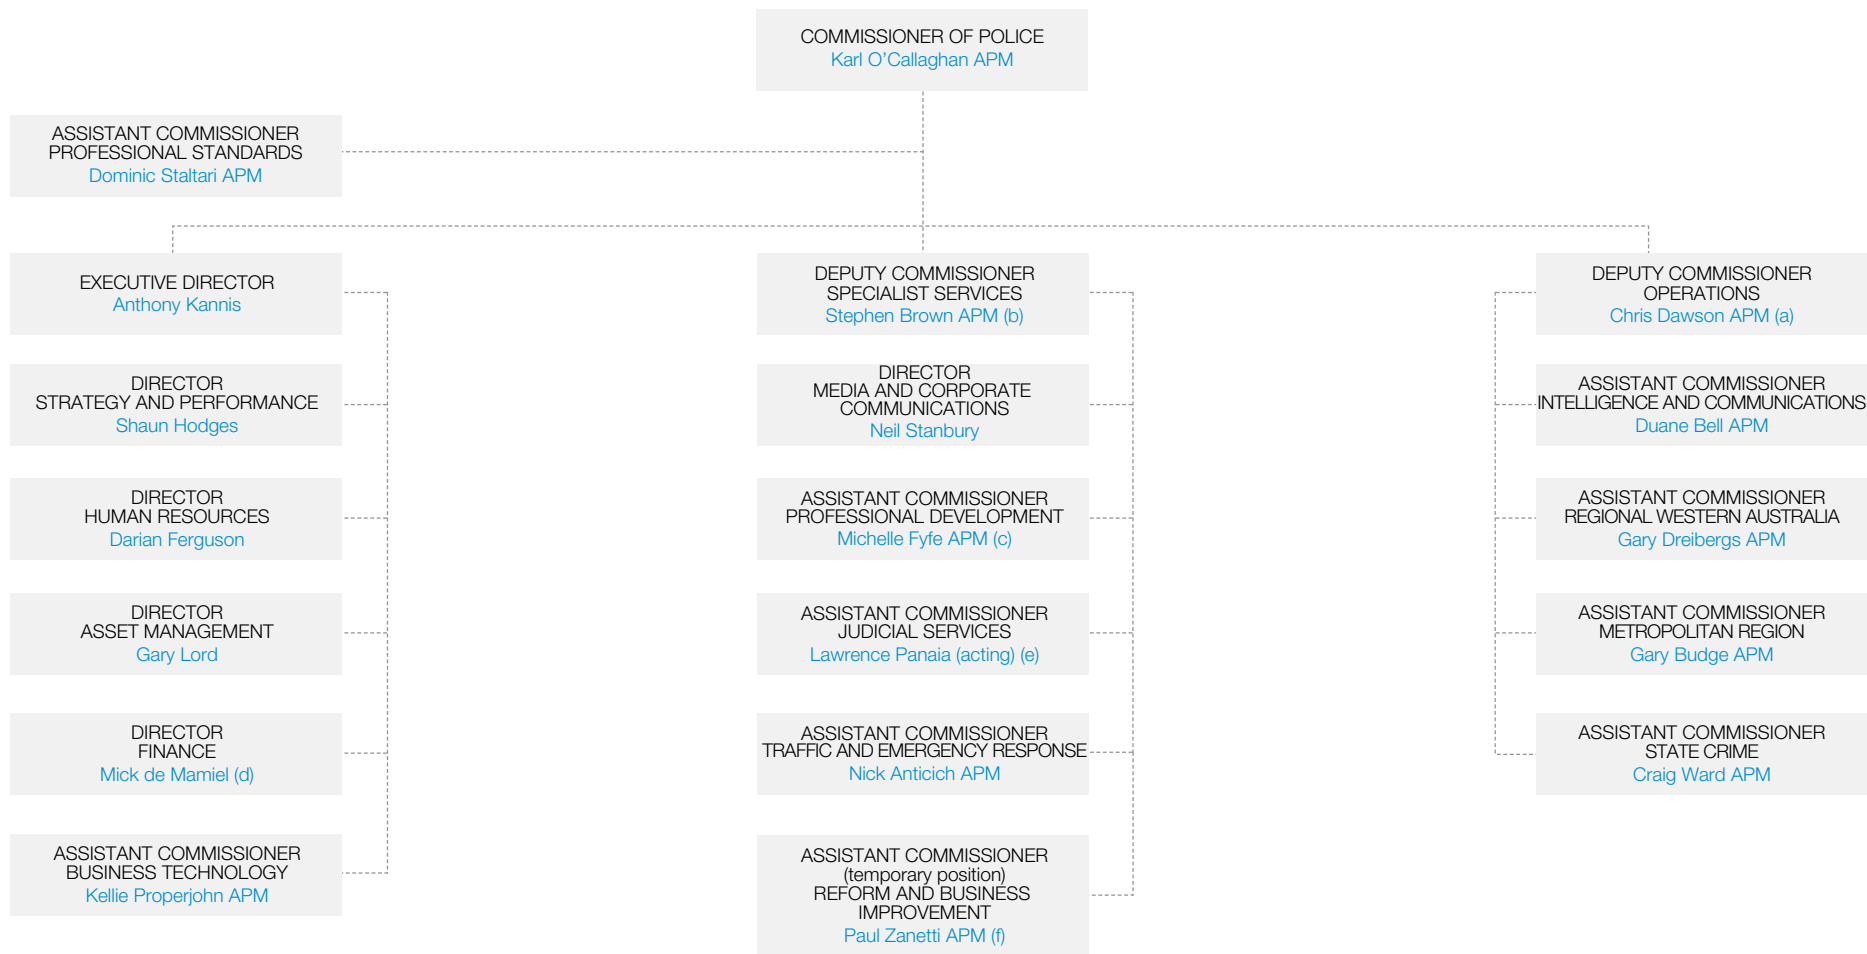 COMMISSIONER OF POLICE
Karl O’Callaghan APM
ASSISTANT COMMISSIONER
PROFESSIONAL STANDARDS
Dominic Staltari APM
EXECUTIVE DIRECTOR
Anthony Kannis
DIRECTOR
STRATEGY AND PERFORMANCE
Shaun Hodges
DIRECTOR
HUMAN RESOURCES
Darian Ferguson
DIRECTOR
ASSET MANAGEMENT
Gary Lord
DIRECTOR
FINANCE
Mick de Mamiel (d)
ASSISTANT COMMISSIONER
BUSINESS TECHNOLOGY
Kellie Properjohn APM
DEPUTY COMMISSIONER
SPECIALIST SERVICES
Stephen Brown APM (b)
DIRECTOR
MEDIA AND CORPORATE
COMMUNICATIONS
Neil Stanbury
ASSISTANT COMMISSIONER
PROFESSIONAL DEVELOPMENT
Michelle Fyfe APM (c)
ASSISTANT COMMISSIONER
JUDICIAL SERVICES
Lawrence Panaia (acting) (e)
ASSISTANT COMMISSIONER
TRAFFIC AND EMERGENCY RESPONSE
Nick Anticich APM
ASSISTANT COMMISSIONER
(temporary position)
REFORM AND BUSINESS
IMPROVEMENT
Paul Zanetti APM (f)
DEPUTY COMMISSIONER
OPERATIONS
Chris Dawson APM (a)
ASSISTANT COMMISSIONER
INTELLIGENCE AND COMMUNICATIONS
Duane Bell APM
ASSISTANT COMMISSIONER
REGIONAL WESTERN AUSTRALIA
Gary Dreibergs APM
ASSISTANT COMMISSIONER
METROPOLITAN REGION
Gary Budge APM
ASSISTANT COMMISSIONER
STATE CRIME
Craig Ward APM